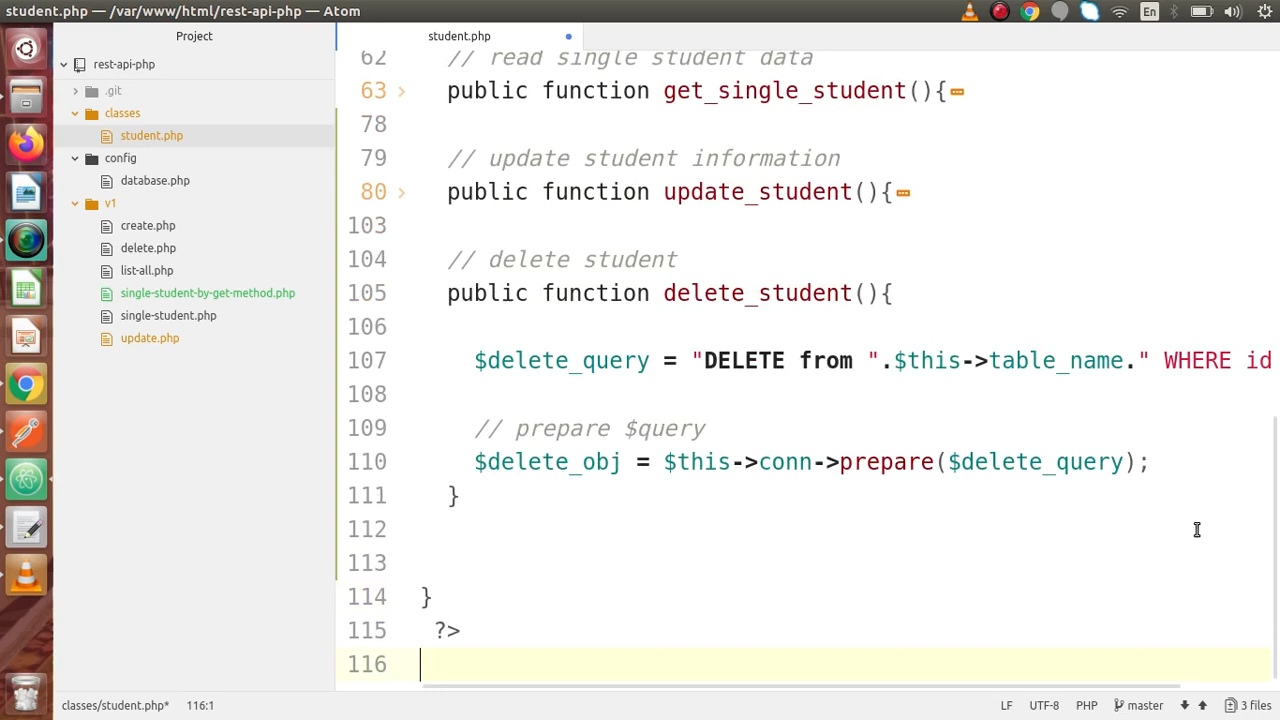 student.php — /var/www/html/rest-api-php — Atom
En
Project
student.php
rest-api-php
.git
classes
student.php
config
database.php
v1
create.php
delete.php
list-all.php
single-student-by-get-method.php
single-student.php
update.php
62 // read single student data
63 public function get_single_student(){
78
79 // update student information
80 public function update_student(){
103
104 // delete student
105 public function delete_student(){
106
107 $delete_query = "DELETE from ".$this->table_name." WHERE id
108
109 // prepare $query
110 $delete_obj = $this->conn->prepare($delete_query);
111 }
112
113
114 }
115 ?>
116
classes/student.php* 116:1 LF UTF-8 PHP master 3 files